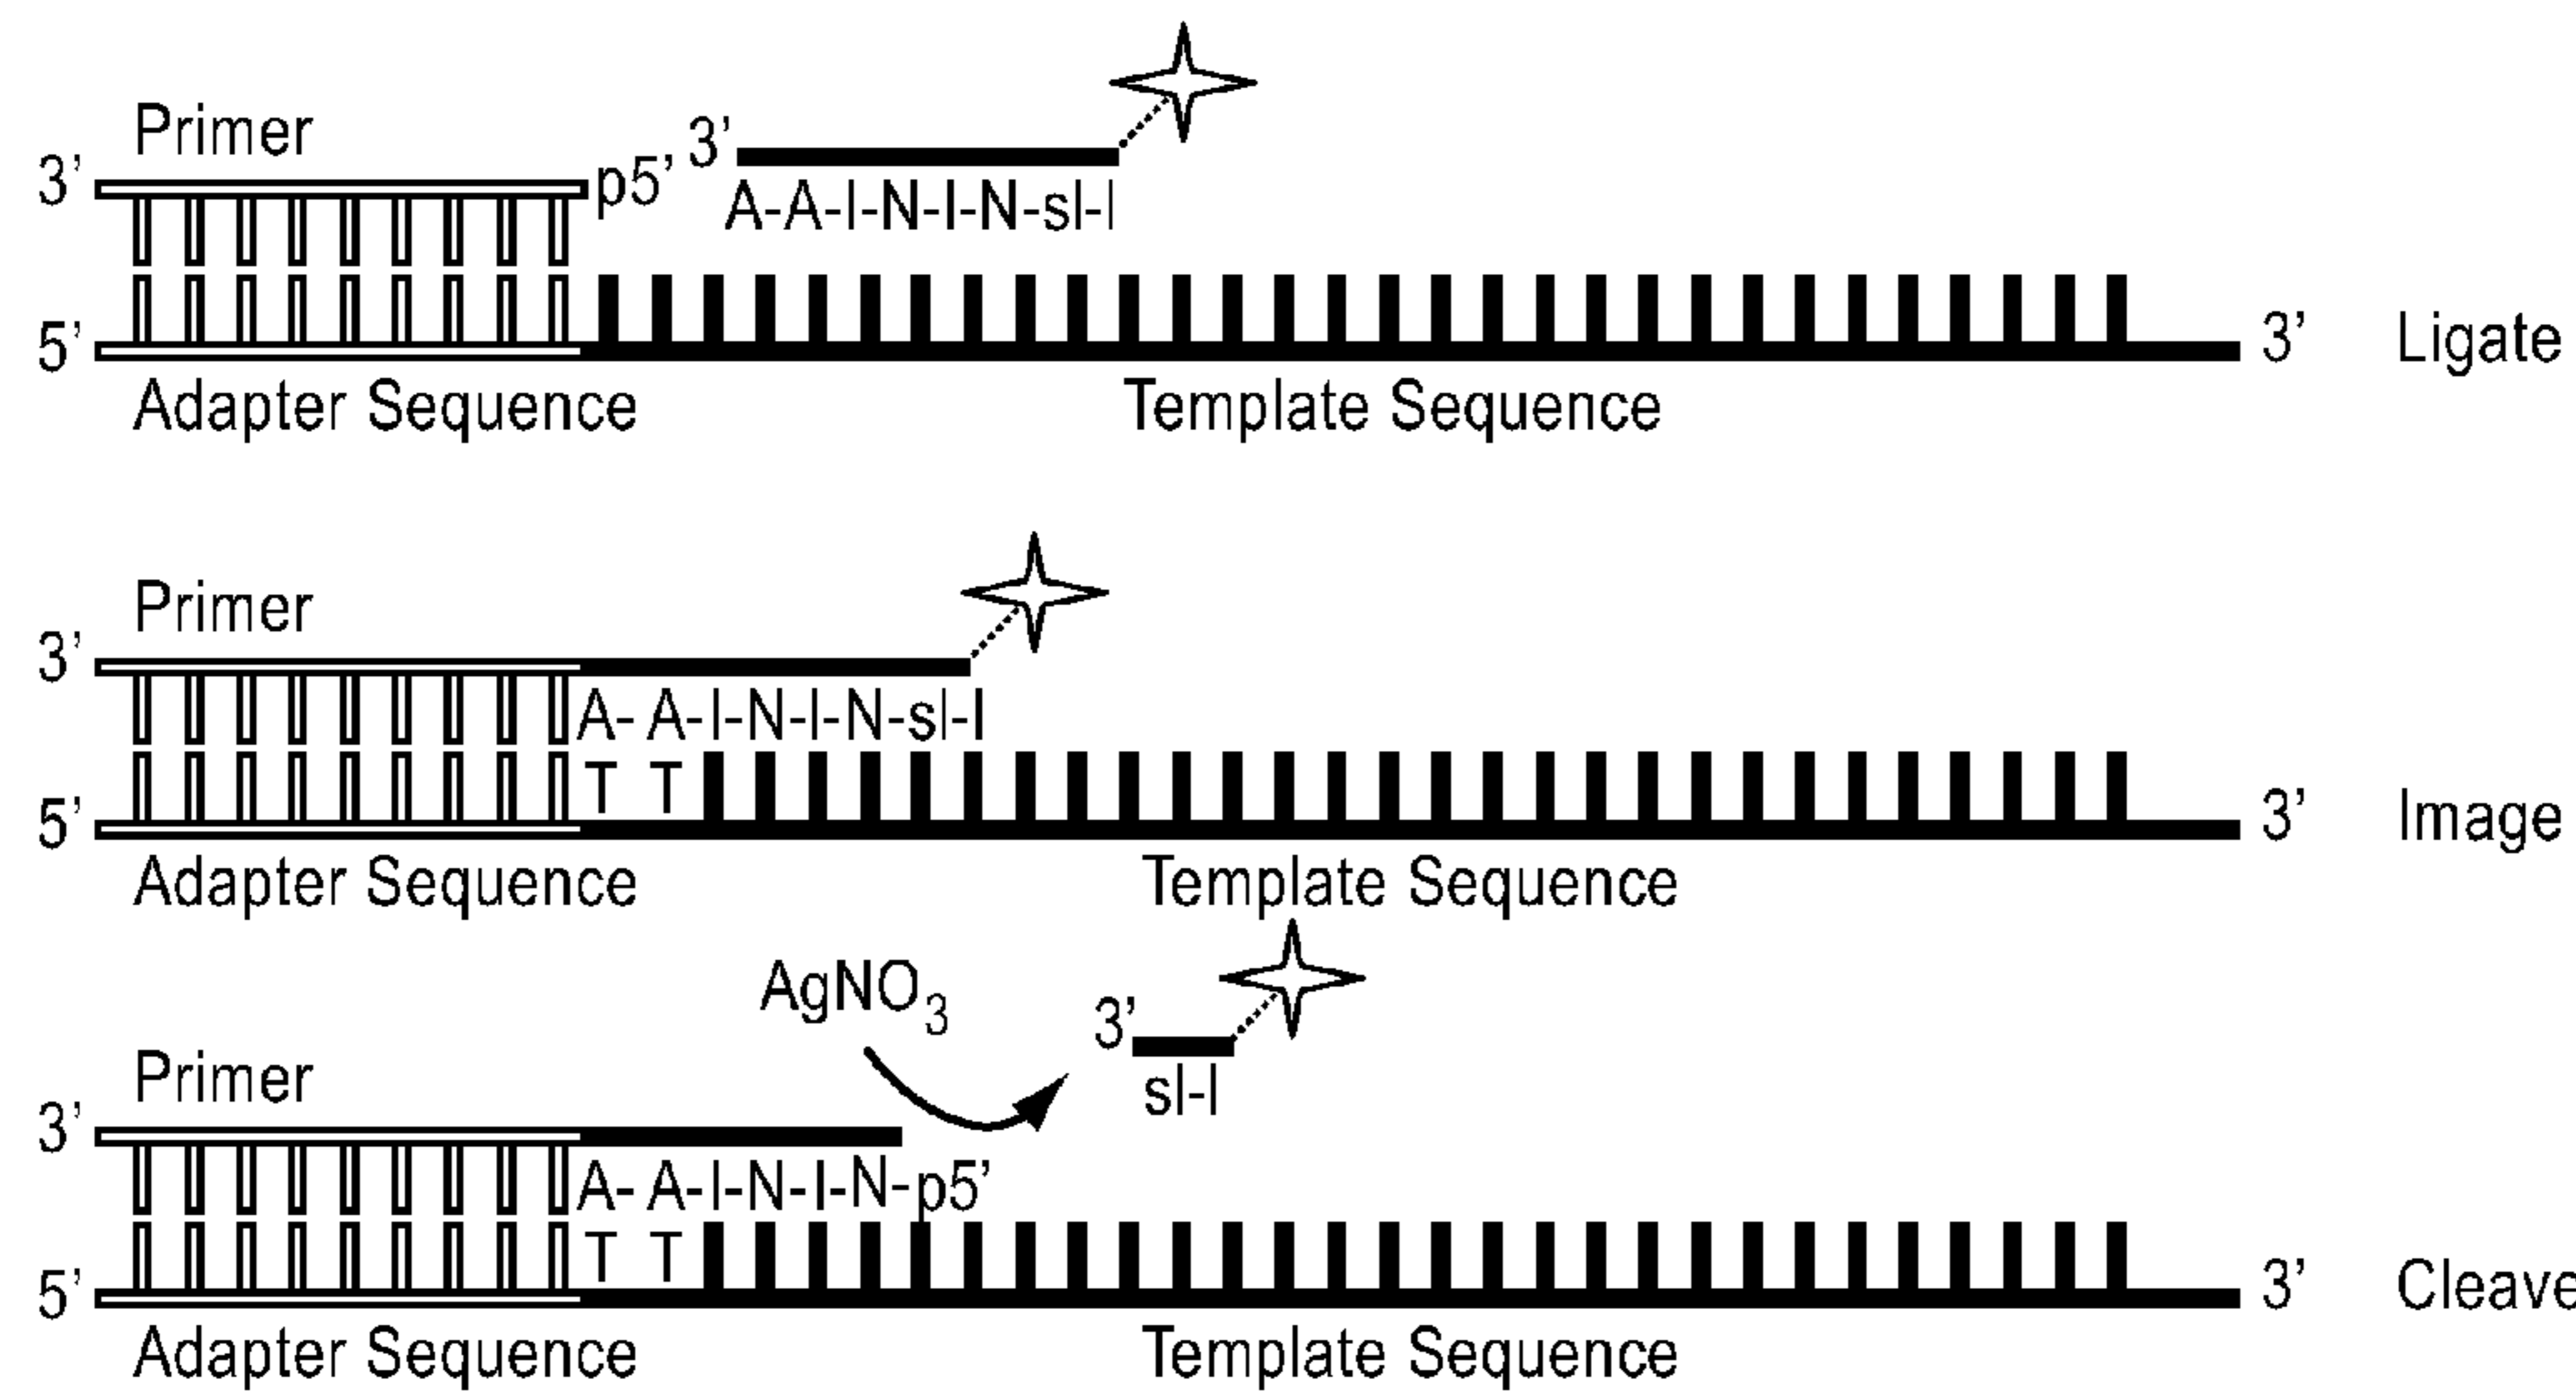 Primer
3' p5' 3'
A-A-I-N-I-N-sI-I
5' 3' Ligate
Adapter Sequence Template Sequence
Primer
3'
A- A-I-N-I-N-sI-I
T T
5' 3' Image
Adapter Sequence Template Sequence
AgNO3
3'
sI-I
Primer
3'
A- A-I-N-I-N-p5'
T T
5' 3' Cleave
Adapter Sequence Template Sequence